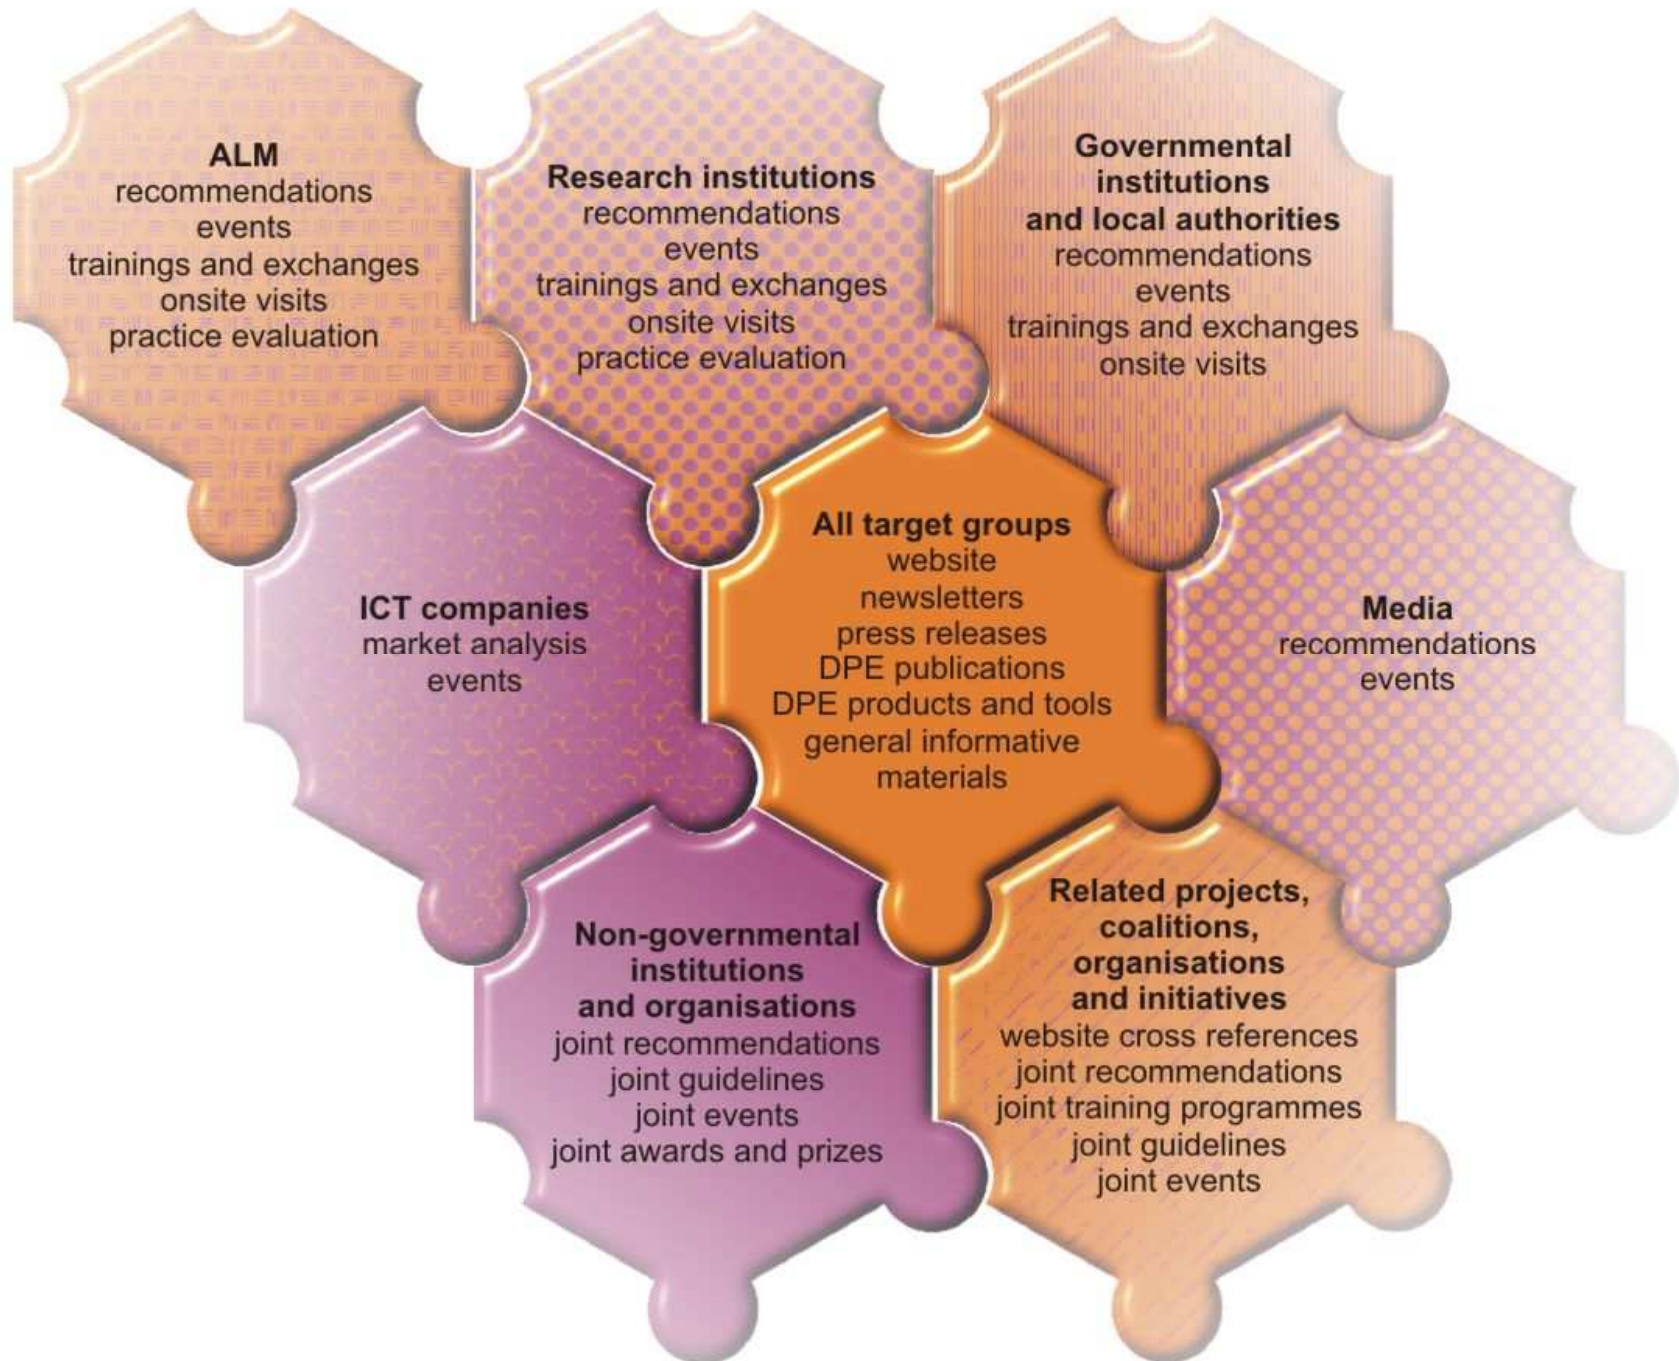 ALM
recommendations
events
trainings and exchanges
onsite visits
practice evaluation
Research institutions
recommendations
events
trainings and exchanges
onsite visits
practice evaluation
Governmental
institutions
and local authorities
recommendations
events
trainings and exchanges
onsite visits
ICT companies
market analysis
events
All target groups
website
newsletters
press releases
DPE publications
DPE products and tools
general informative
materials
Media
recommendations
events
Non-governmental
institutions
and organisations
joint recommendations
joint guidelines
joint events
joint awards and prizes
Related projects,
coalitions,
organisations
and initiatives
website cross references
joint recommendations
joint training programmes
joint guidelines
joint events